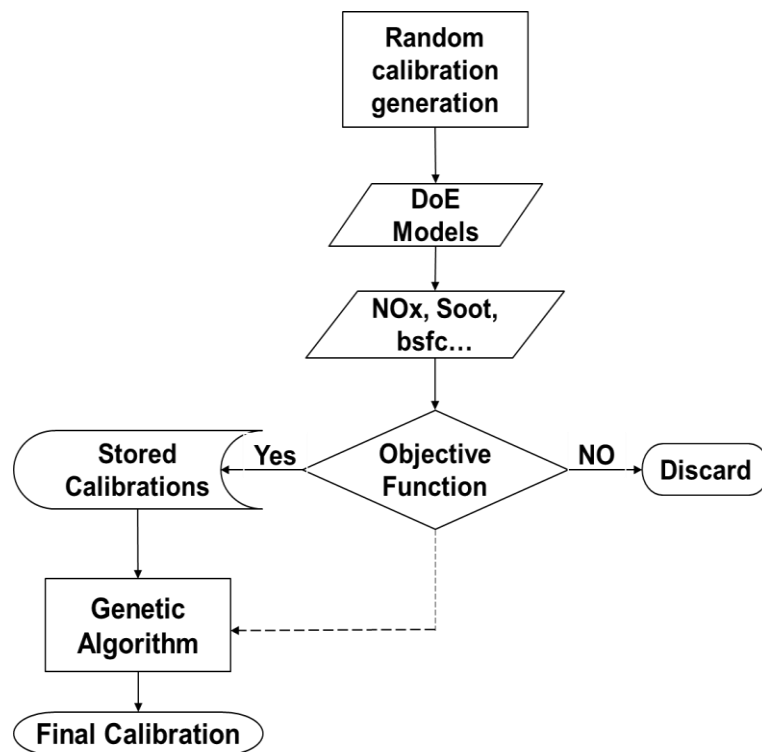 Random
calibration
generation
DoE
Models
NOx, Soot,
bsfc...
Objective
Function
Yes
NO
Stored
Calibrations
Discard
Genetic
Algorithm
Final Calibration